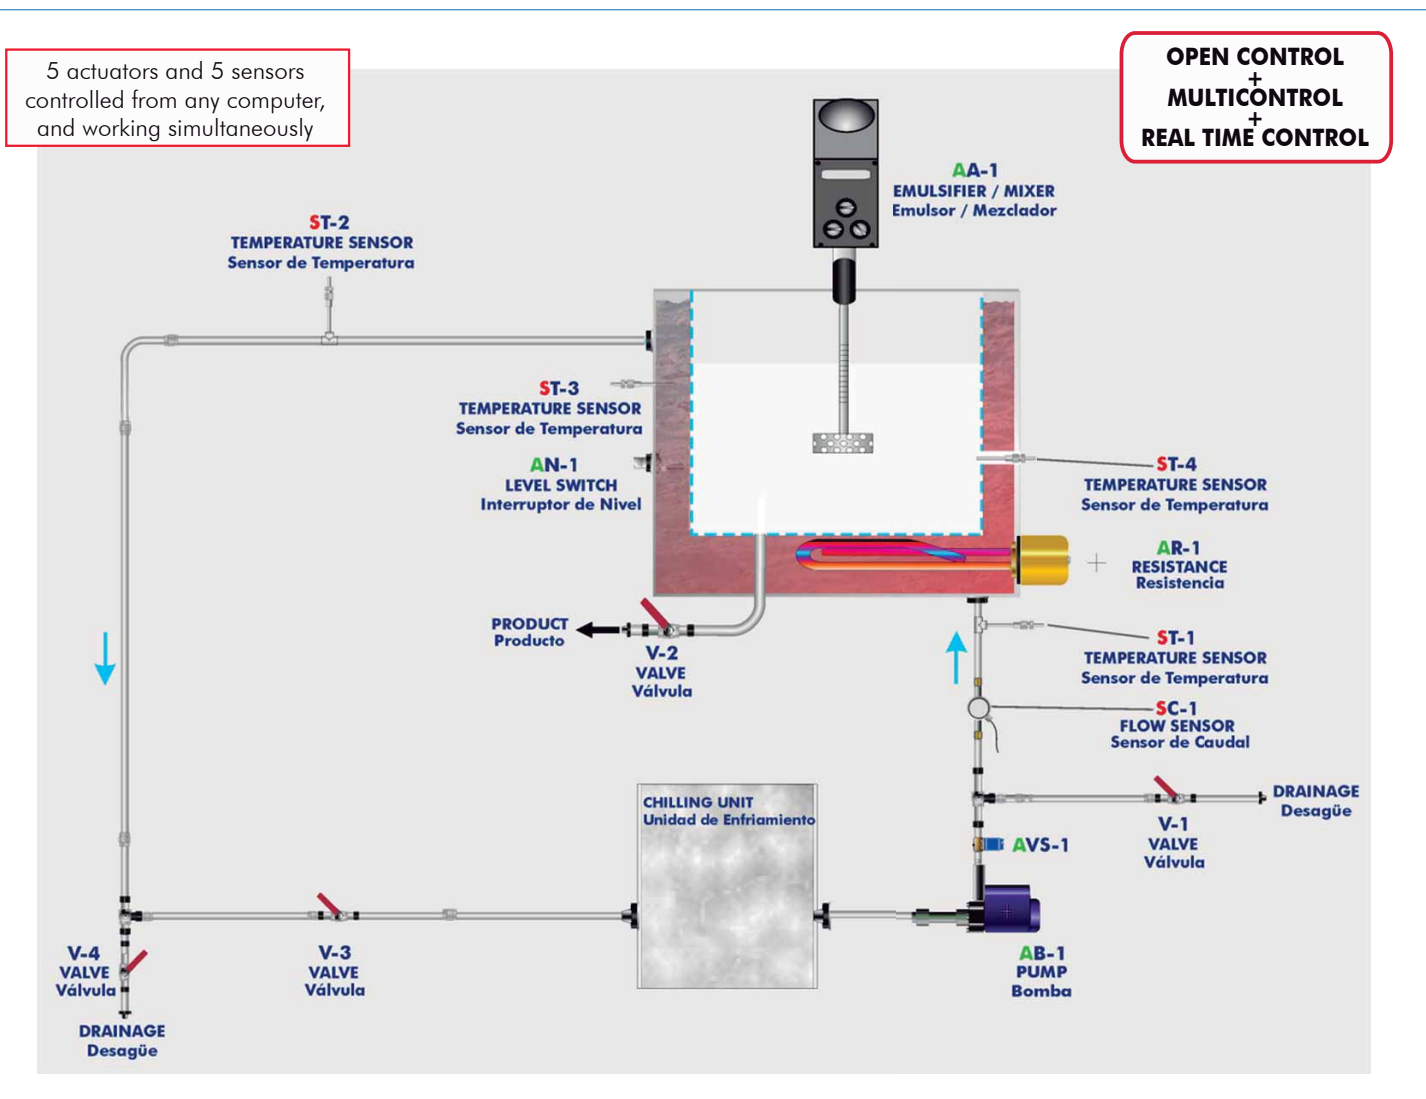 5 actuators and 5 sensors
controlled from any computer,
and working simultaneously
OPEN CONTROL
+
MULTICONTROL
+
REAL TIME CONTROL
AA-1
EMULSIFIER / MIXER
Emulsor / Mezclador
ST-2
TEMPERATURE SENSOR
Sensor de Temperatura
ST-3
TEMPERATURE SENSOR
Sensor de Temperatura
AN-1
LEVEL SWITCH
Interruptor de Nivel
ST-4
TEMPERATURE SENSOR
Sensor de Temperatura
AR-1
RESISTANCE
Resistencia
PRODUCT
Producto
V-2
VALVE
Válvula
ST-1
TEMPERATURE SENSOR
Sensor de Temperatura
SC-1
FLOW SENSOR
Sensor de Caudal
CHILLING UNIT
Unidad de Enfriamiento
DRAINAGE
Desagüe
V-1
VALVE
Válvula
AVS-1
V-4
VALVE
Válvula
V-3
VALVE
Válvula
AB-1
PUMP
Bomba
DRAINAGE
Desagüe